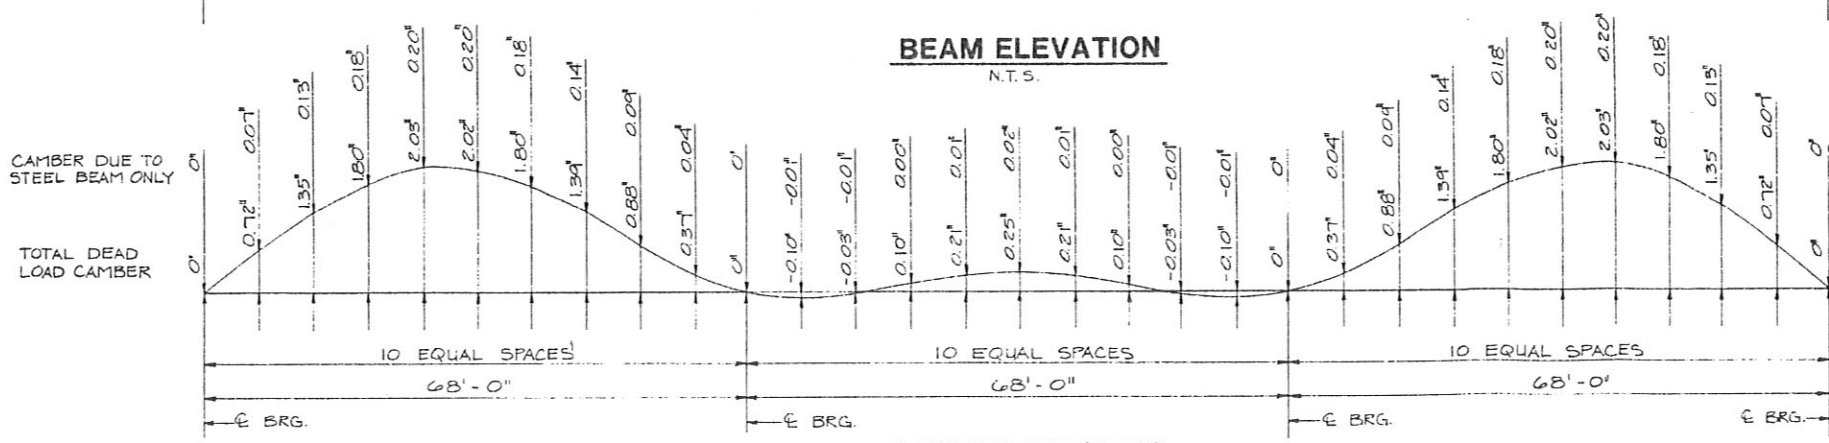 BEAM ELEVATION
N.T.S.
CAMBER DUE TO
STEEL BEAM ONLY
0" 0.07" 0.13" 0.18" 0.20" 0.20" 0.18" 0.14" 0.09" 0.04" 0" -0.01" -0.01" 0.00" 0.01" 0.02" 0.01" 0.00" -0.01" -0.01" 0" 0.04" 0.09" 0.14" 0.18" 0.20" 0.20" 0.18" 0.13" 0.07" 0"
TOTAL DEAD
LOAD CAMBER
0" 0.72" 1.35" 1.80" 2.03" 2.02" 1.80" 1.39" 0.88" 0.37" 0" -0.10" -0.03" 0.10" 0.21" 0.25" 0.21" 0.10" -0.03" -0.10" 0" 0.37" 0.88" 1.39" 1.80" 2.02" 2.03" 1.80" 1.35" 0.72" 0"
10 EQUAL SPACES 10 EQUAL SPACES 10 EQUAL SPACES
68'-0" 68'-0" 68'-0"
℄ BRG. ℄ BRG. ℄ BRG. ℄ BRG.